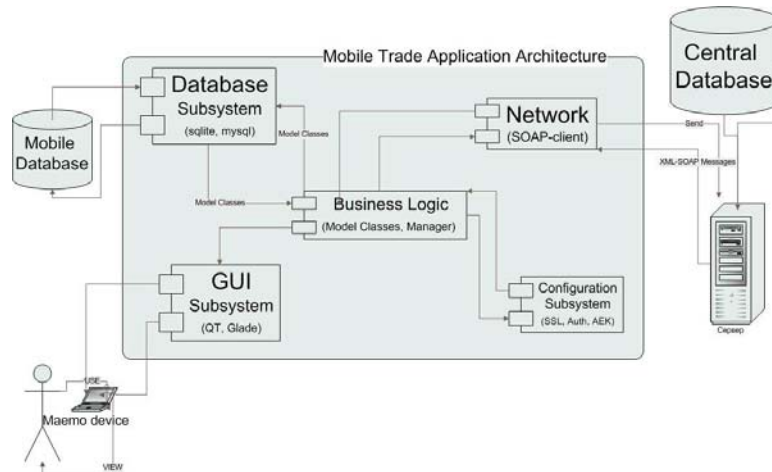 Mobile Trade Application Architecture
Central
Database
Database
Subsystem
(sqlite, mysql)
Network
(SOAP-client)
Send
Mobile
Database
Model Classes
XML-SOAP Messages
Model Classes
Business Logic
(Model Classes, Manager)
GUI
Subsystem
(QT, Glade)
Configuration
Subsystem
(SSL, Auth, AEK)
Cepsep
USE
Maemo device
VIEW